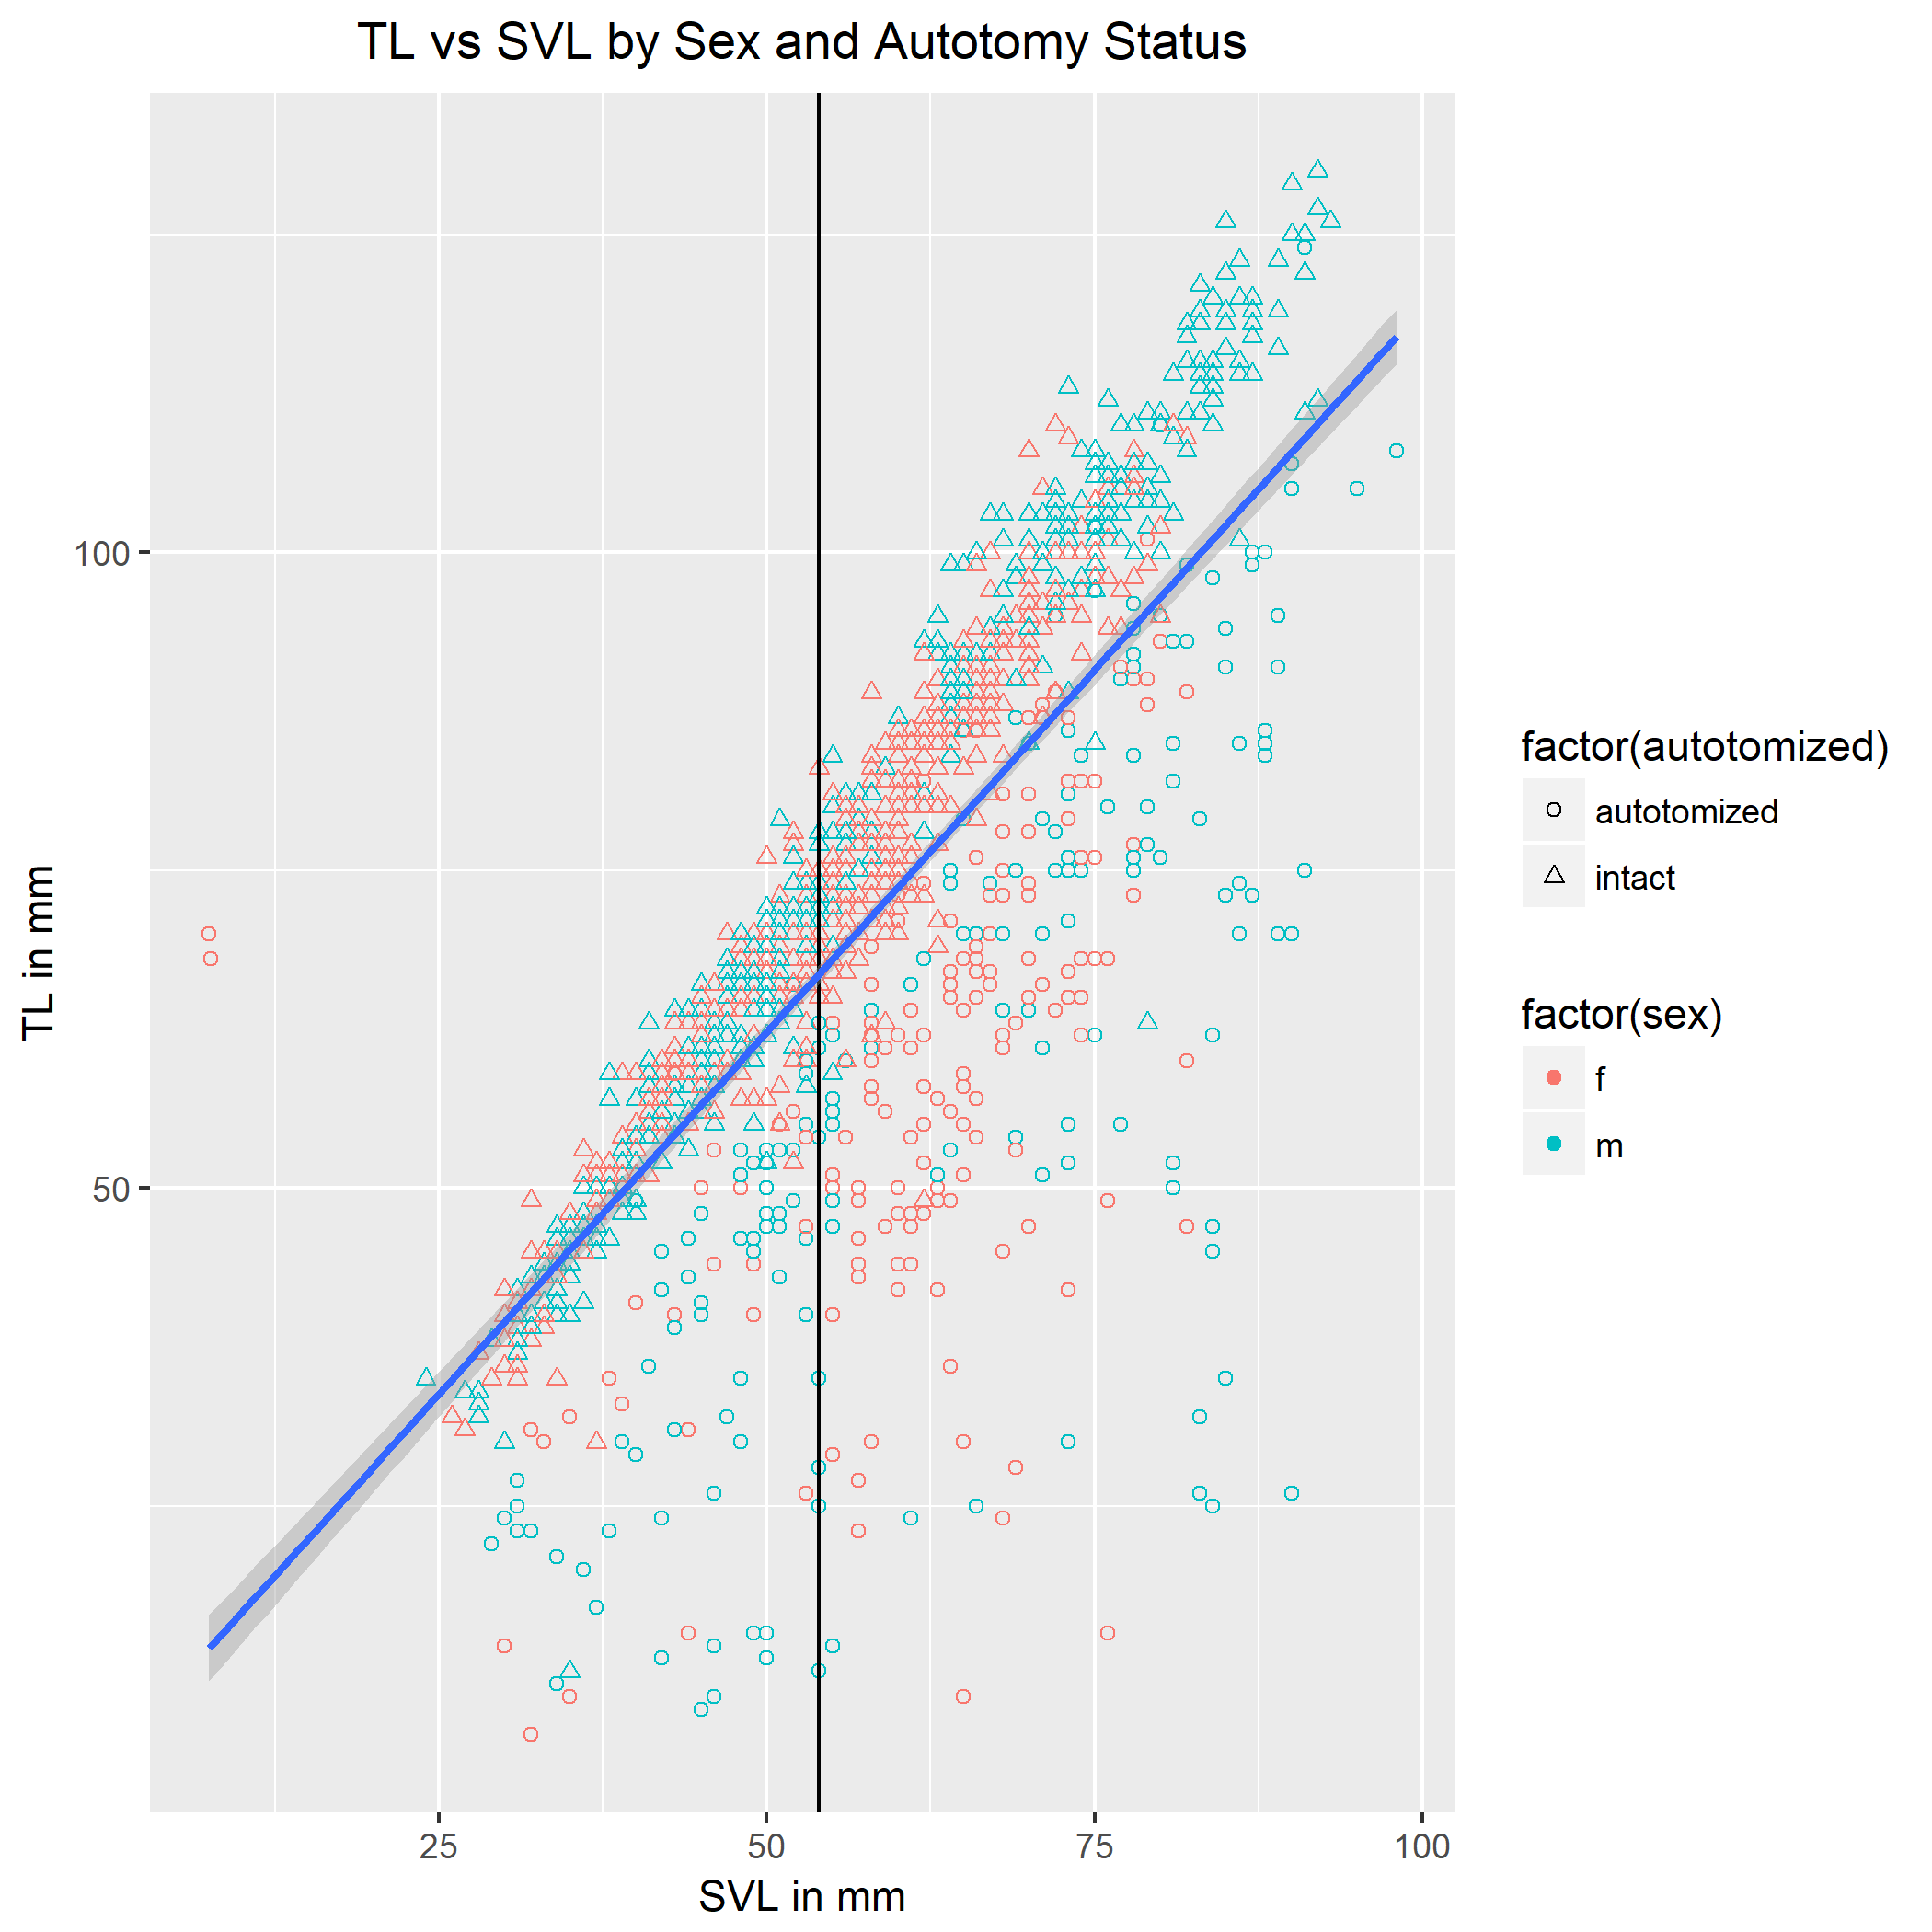 TL vs SVL by Sex and Autotomy Status
TL in mm
100
50
25
50
75
100
SVL in mm
factor(autotomized)
autotomized
intact
factor(sex)
f
m